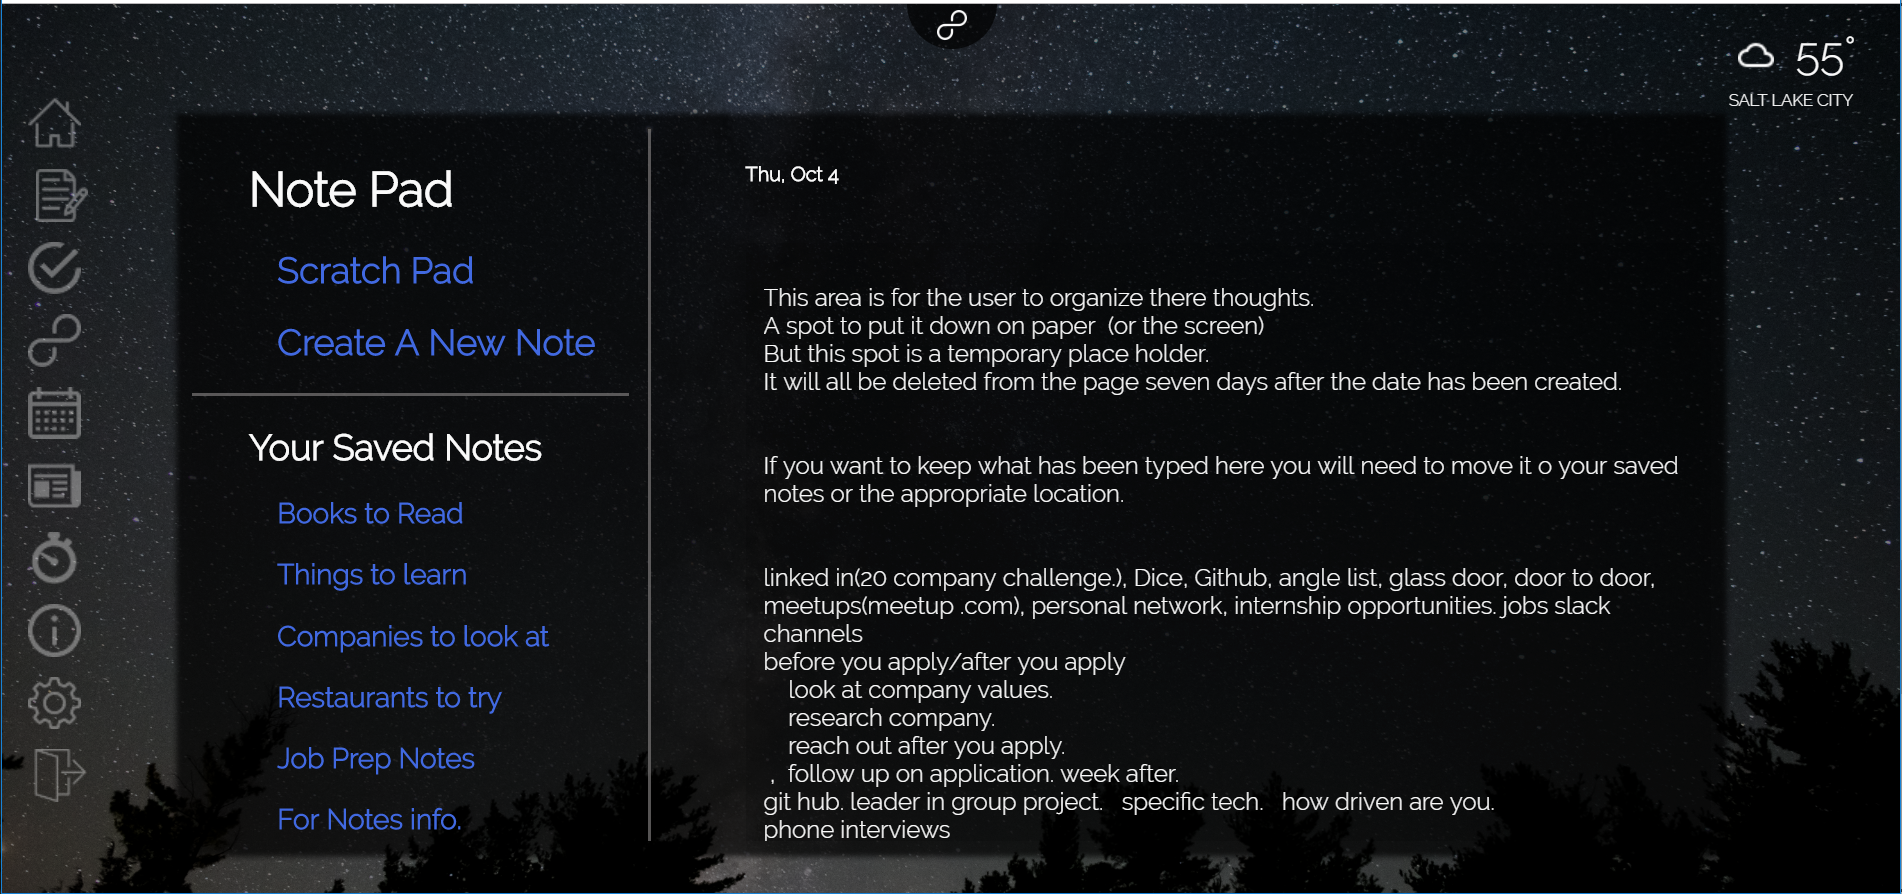 55°
SALT LAKE CITY
Note Pad
Scratch Pad
Create A New Note
Your Saved Notes
Books to Read
Things to learn
Companies to look at
Restaurants to try
Job Prep Notes
For Notes info.
Thu, Oct 4
This area is for the user to organize there thoughts.
A spot to put it down on paper  (or the screen)
But this spot is a temporary place holder.
It will all be deleted from the page seven days after the date has been created.
If you want to keep what has been typed here you will need to move it o your saved
notes or the appropriate location.
linked in(20 company challenge.), Dice, Github, angle list, glass door, door to door,
meetups(meetup .com), personal network, internship opportunities. jobs slack
channels
before you apply/after you apply
look at company values.
research company.
reach out after you apply.
,  follow up on application. week after.
git hub. leader in group project.   specific tech.   how driven are you.
phone interviews